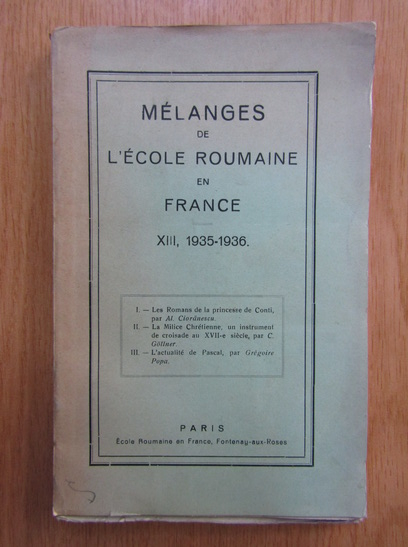 MÉLANGES
DE
L'ÉCOLE ROUMAINE
EN
FRANCE
XIII, 1935-1936.
I. — Les Romans de la princesse de Conti,
par Al. Ciorănescu.
II. — La Milice Chrétienne, un instrument
de croisade au XVII-e siècle, par C.
Göllner.
III. — L'actualité de Pascal, par Grégoire
Popa.
PARIS
École Roumaine en France, Fontenay-aux-Roses